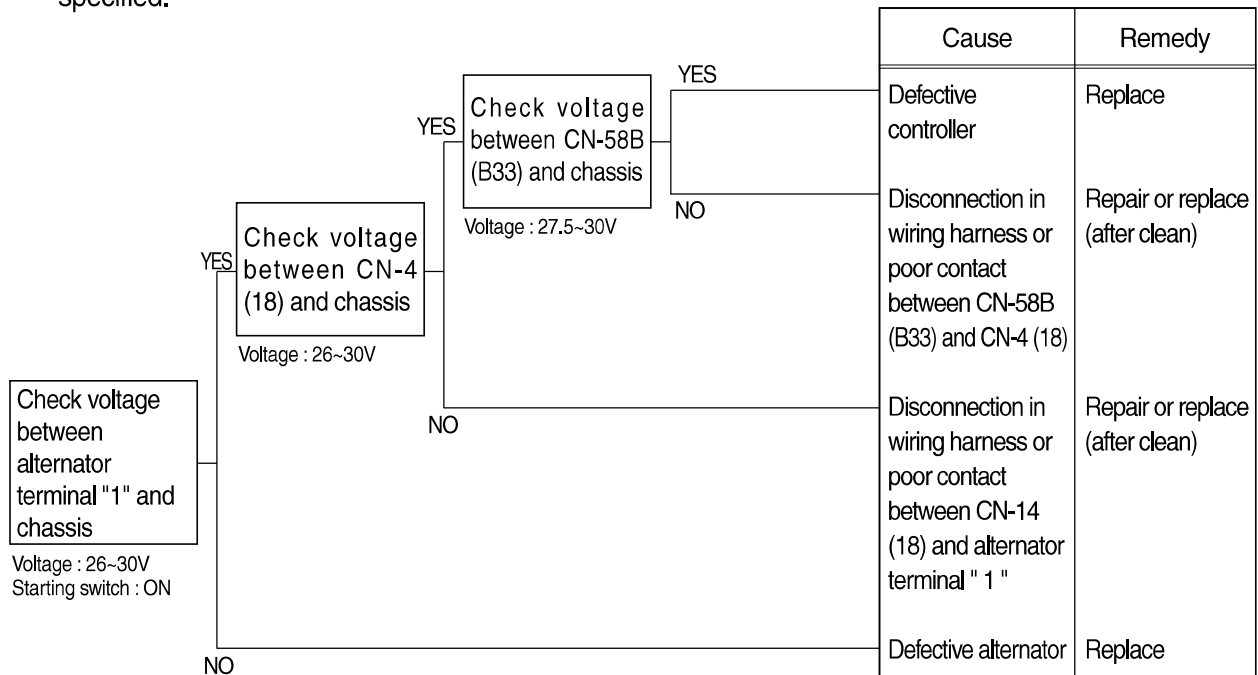 specified.
Cause
Remedy
YES
Defective
controller
Replace
YES
Check voltage
between CN-58B
(B33) and chassis
Voltage : 27.5~30V
NO
Disconnection in
wiring harness or
poor contact
between CN-58B
(B33) and CN-4 (18)
Repair or replace
(after clean)
YES
Check voltage
between CN-4
(18) and chassis
Voltage : 26~30V
NO
Disconnection in
wiring harness or
poor contact
between CN-14
(18) and alternator
terminal " 1 "
Repair or replace
(after clean)
Check voltage
between
alternator
terminal "1" and
chassis
Voltage : 26~30V
Starting switch : ON
NO
Defective alternator
Replace